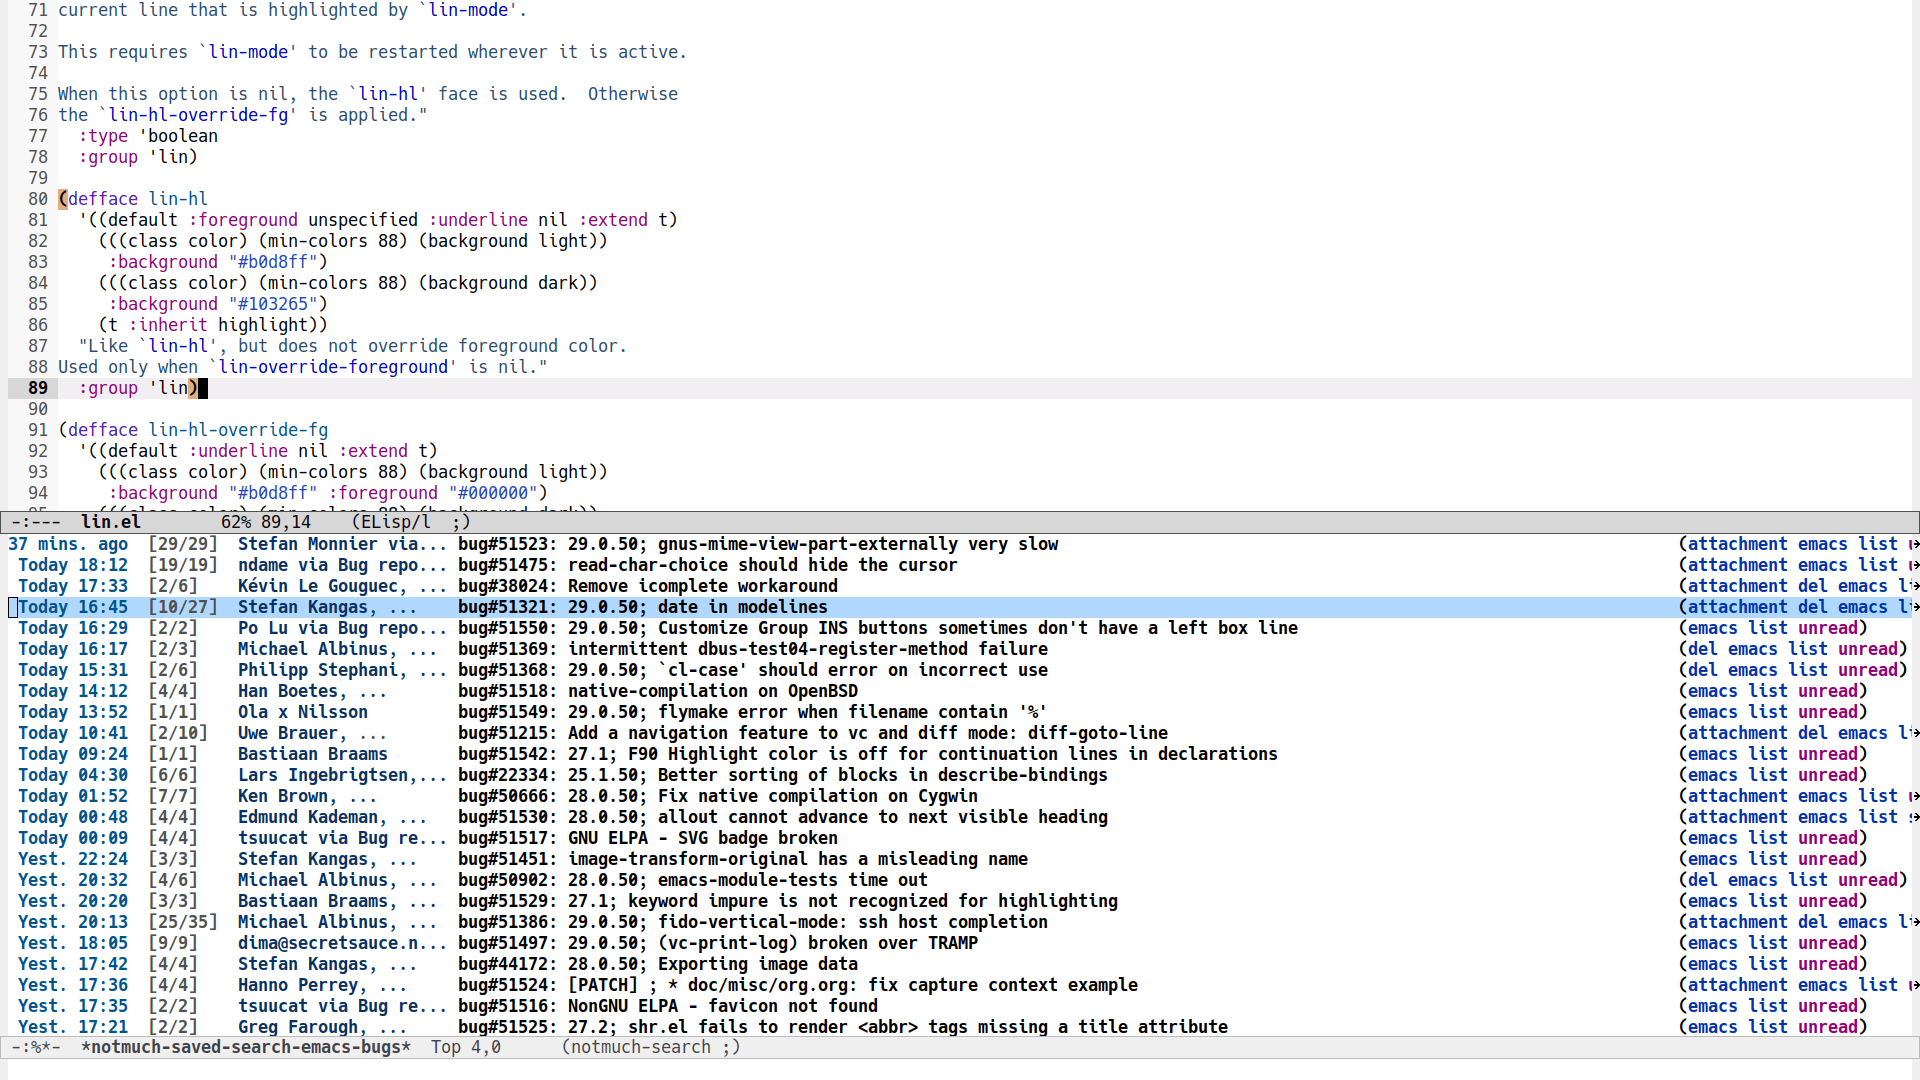 71 current line that is highlighted by `lin-mode'.
72
73 This requires `lin-mode' to be restarted wherever it is active.
74
75 When this option is nil, the `lin-hl' face is used.  Otherwise
76 the `lin-hl-override-fg' is applied."
77   :type 'boolean
78   :group 'lin)
79
80 (defface lin-hl
81   '((default :foreground unspecified :underline nil :extend t)
82     (((class color) (min-colors 88) (background light))
83      :background "#b0d8ff")
84     (((class color) (min-colors 88) (background dark))
85      :background "#103265")
86     (t :inherit highlight))
87   "Like `lin-hl', but does not override foreground color.
88 Used only when `lin-override-foreground' is nil."
89   :group 'lin)
90
91 (defface lin-hl-override-fg
92   '((default :underline nil :extend t)
93     (((class color) (min-colors 88) (background light))
94      :background "#b0d8ff" :foreground "#000000")
-:---  lin.el        62% 89,14    (ELisp/l  ;)
37 mins. ago  [29/29]  Stefan Monnier via... bug#51523: 29.0.50; gnus-mime-view-part-externally very slow (attachment emacs list
Today 18:12  [19/19]  ndame via Bug repo... bug#51475: read-char-choice should hide the cursor (attachment emacs list
Today 17:33  [2/6]    Kévin Le Gouguec, ... bug#38024: Remove icomplete workaround (attachment del emacs
Today 16:45  [10/27]  Stefan Kangas, ...    bug#51321: 29.0.50; date in modelines (attachment del emacs
Today 16:29  [2/2]    Po Lu via Bug repo... bug#51550: 29.0.50; Customize Group INS buttons sometimes don't have a left box line (emacs list unread)
Today 16:17  [2/3]    Michael Albinus, ...  bug#51369: intermittent dbus-test04-register-method failure (del emacs list unread)
Today 15:31  [2/6]    Philipp Stephani, ... bug#51368: 29.0.50; `cl-case' should error on incorrect use (del emacs list unread)
Today 14:12  [4/4]    Han Boetes, ...       bug#51518: native-compilation on OpenBSD (emacs list unread)
Today 13:52  [1/1]    Ola x Nilsson         bug#51549: 29.0.50; flymake error when filename contain '%' (emacs list unread)
Today 10:41  [2/10]   Uwe Brauer, ...       bug#51215: Add a navigation feature to vc and diff mode: diff-goto-line (attachment del emacs
Today 09:24  [1/1]    Bastiaan Braams       bug#51542: 27.1; F90 Highlight color is off for continuation lines in declarations (emacs list unread)
Today 04:30  [6/6]    Lars Ingebrigtsen,... bug#22334: 25.1.50; Better sorting of blocks in describe-bindings (emacs list unread)
Today 01:52  [7/7]    Ken Brown, ...        bug#50666: 28.0.50; Fix native compilation on Cygwin (attachment emacs list
Today 00:48  [4/4]    Edmund Kademan, ...   bug#51530: 28.0.50; allout cannot advance to next visible heading (attachment emacs list
Today 00:09  [4/4]    tsuucat via Bug re... bug#51517: GNU ELPA - SVG badge broken (emacs list unread)
Yest. 22:24  [3/3]    Stefan Kangas, ...    bug#51451: image-transform-original has a misleading name (emacs list unread)
Yest. 20:32  [4/6]    Michael Albinus, ...  bug#50902: 28.0.50; emacs-module-tests time out (del emacs list unread)
Yest. 20:20  [3/3]    Bastiaan Braams, ...  bug#51529: 27.1; keyword impure is not recognized for highlighting (emacs list unread)
Yest. 20:13  [25/35]  Michael Albinus, ...  bug#51386: 29.0.50; fido-vertical-mode: ssh host completion (attachment del emacs
Yest. 18:05  [9/9]    dima@secretsauce.n... bug#51497: 29.0.50; (vc-print-log) broken over TRAMP (emacs list unread)
Yest. 17:42  [4/4]    Stefan Kangas, ...    bug#44172: 28.0.50; Exporting image data (emacs list unread)
Yest. 17:36  [4/4]    Hanno Perrey, ...     bug#51524: [PATCH] ; * doc/misc/org.org: fix capture context example (attachment emacs list
Yest. 17:35  [2/2]    tsuucat via Bug re... bug#51516: NonGNU ELPA - favicon not found (emacs list unread)
Yest. 17:21  [2/2]    Greg Farough, ...     bug#51525: 27.2; shr.el fails to render <abbr> tags missing a title attribute (emacs list unread)
-:%*-  *notmuch-saved-search-emacs-bugs*  Top 4,0      (notmuch-search ;)